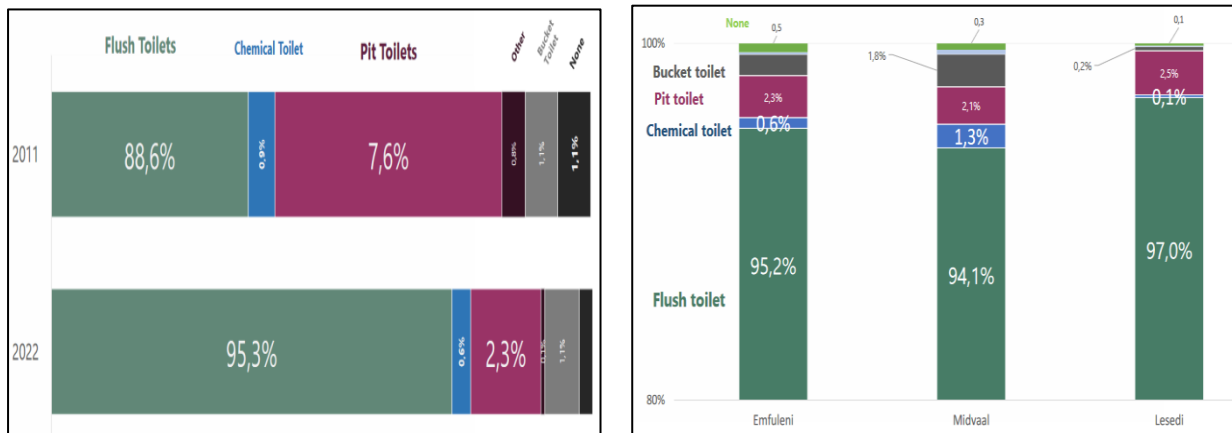 Flush Toilets Chemical Toilet Pit Toilets Other Bucket Toilet None
2011 88,6% 0,9% 7,6% 0,8% 1,1% 1,1%
2022 95,3% 0,6% 2,3% 0,1% 1,1%
None 0,5 0,3 0,1
100%
Bucket toilet 1,8% 0,2%
Pit toilet 2,3% 2,1% 2,5%
Chemical toilet 0,6% 1,3% 0,1%
95,2% 94,1% 97,0%
Flush toilet
80%
Emfuleni Midvaal Lesedi